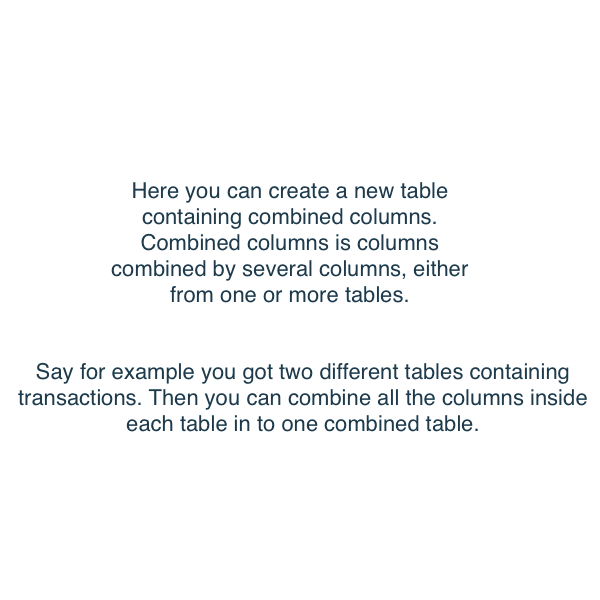 Here you can create a new table
containing combined columns.
Combined columns is columns
combined by several columns, either
from one or more tables.
Say for example you got two different tables containing
transactions. Then you can combine all the columns inside
each table in to one combined table.